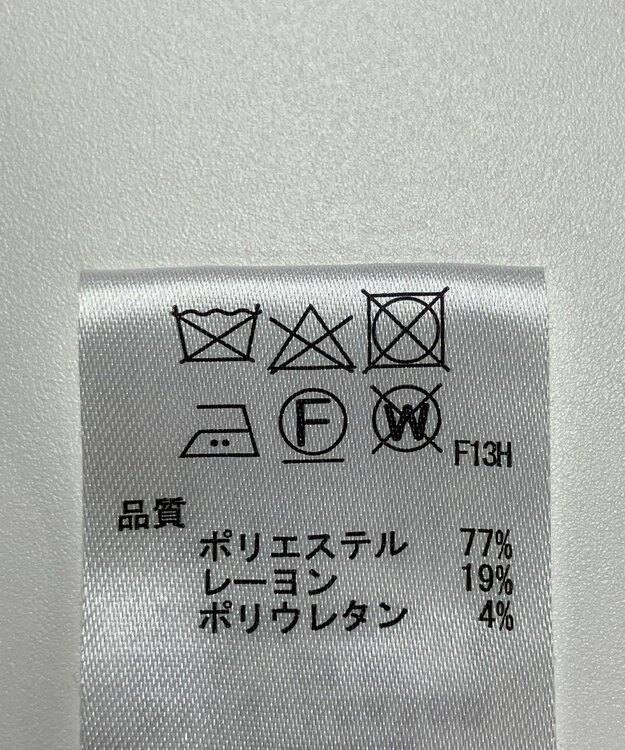 F W F13H
品質
ポリエステル 77%
レーヨン 19%
ポリウレタン 4%